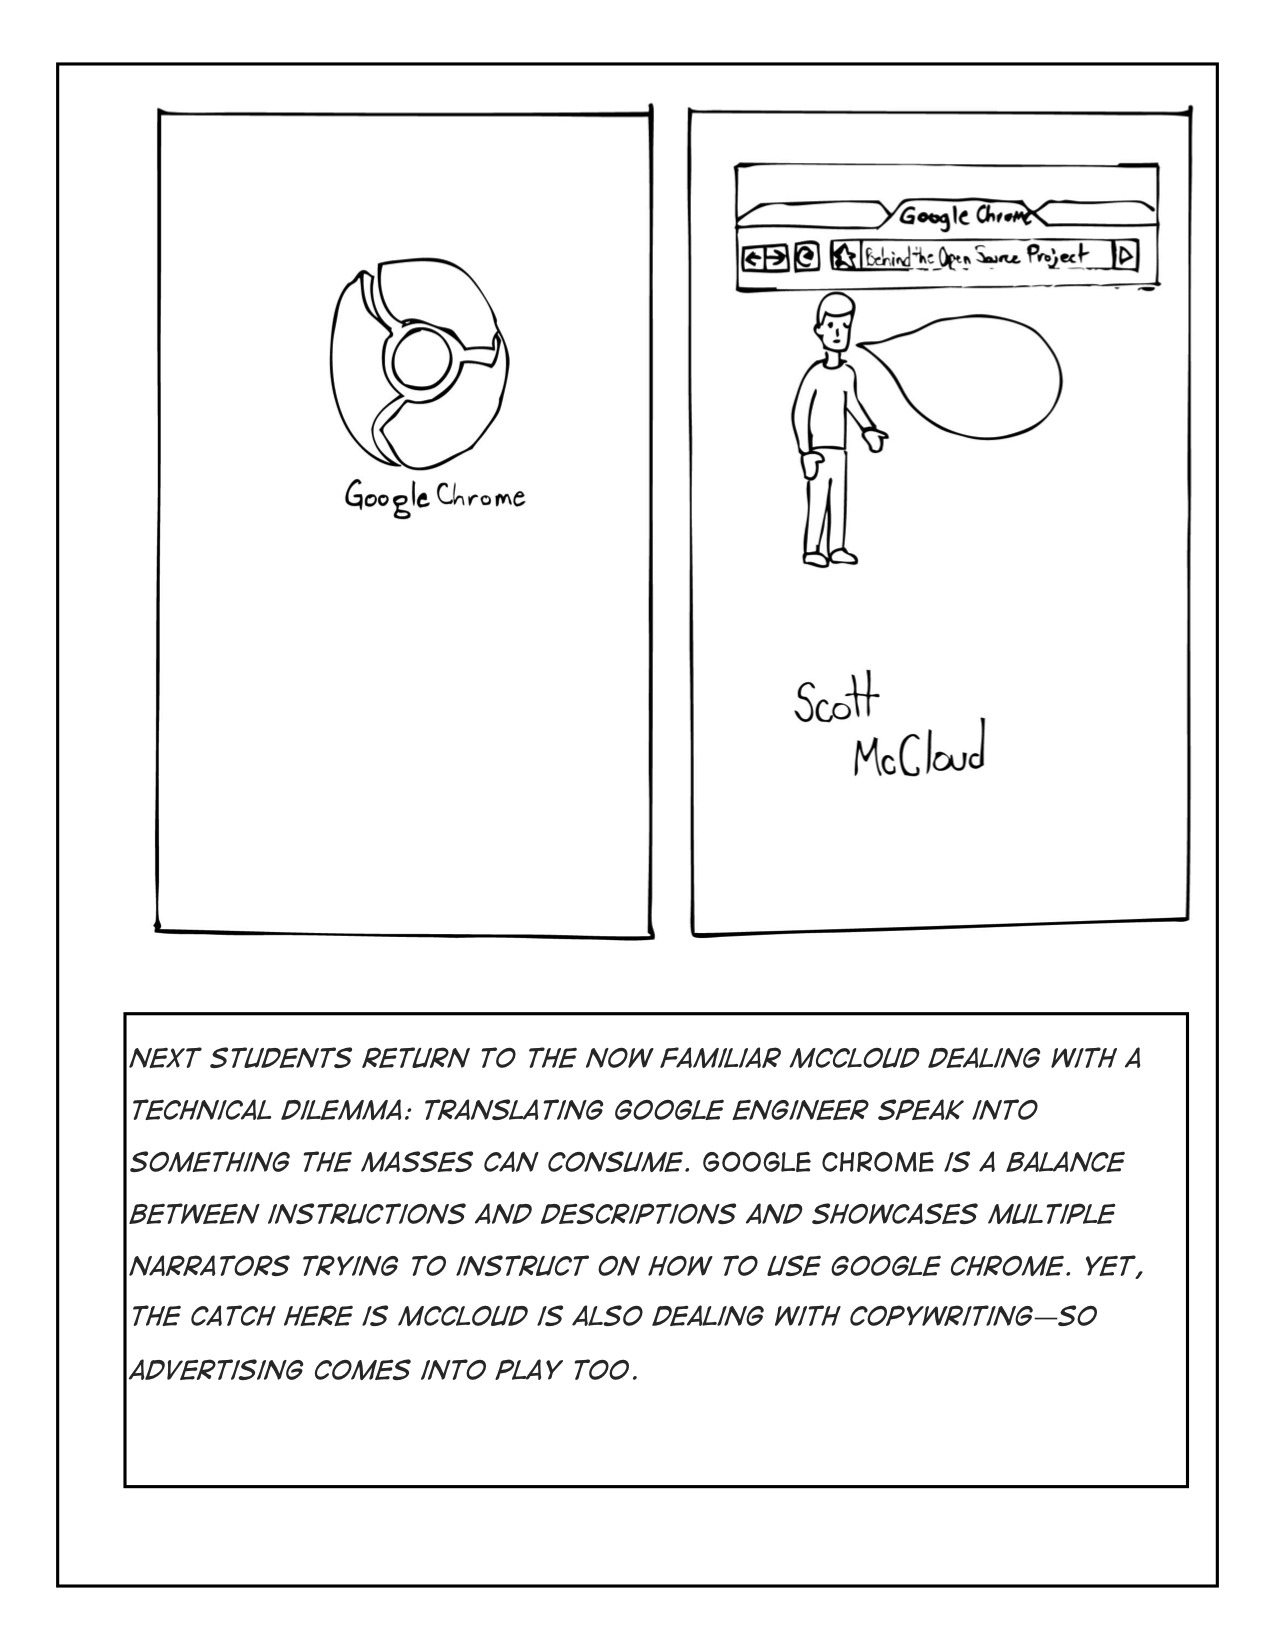 Google Chrome
Google Chrome
Behind the Open Source Project
Scott
McCloud
NEXT STUDENTS RETURN TO THE NOW FAMILIAR MCCLOUD DEALING WITH A
TECHNICAL DILEMMA: TRANSLATING GOOGLE ENGINEER SPEAK INTO
SOMETHING THE MASSES CAN CONSUME. GOOGLE CHROME IS A BALANCE
BETWEEN INSTRUCTIONS AND DESCRIPTIONS AND SHOWCASES MULTIPLE
NARRATORS TRYING TO INSTRUCT ON HOW TO USE GOOGLE CHROME. YET,
THE CATCH HERE IS MCCLOUD IS ALSO DEALING WITH COPYWRITING—SO
ADVERTISING COMES INTO PLAY TOO.